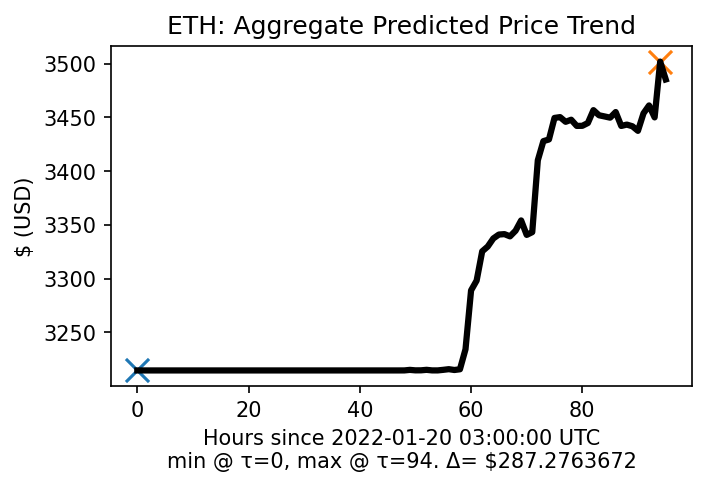 ETH: Aggregate Predicted Price Trend
3500
3450
3400
3350
3300
3250
$ (USD)
0 20 40 60 80
Hours since 2022-01-20 03:00:00 UTC
min @ τ=0, max @ τ=94. Δ= $287.2763672